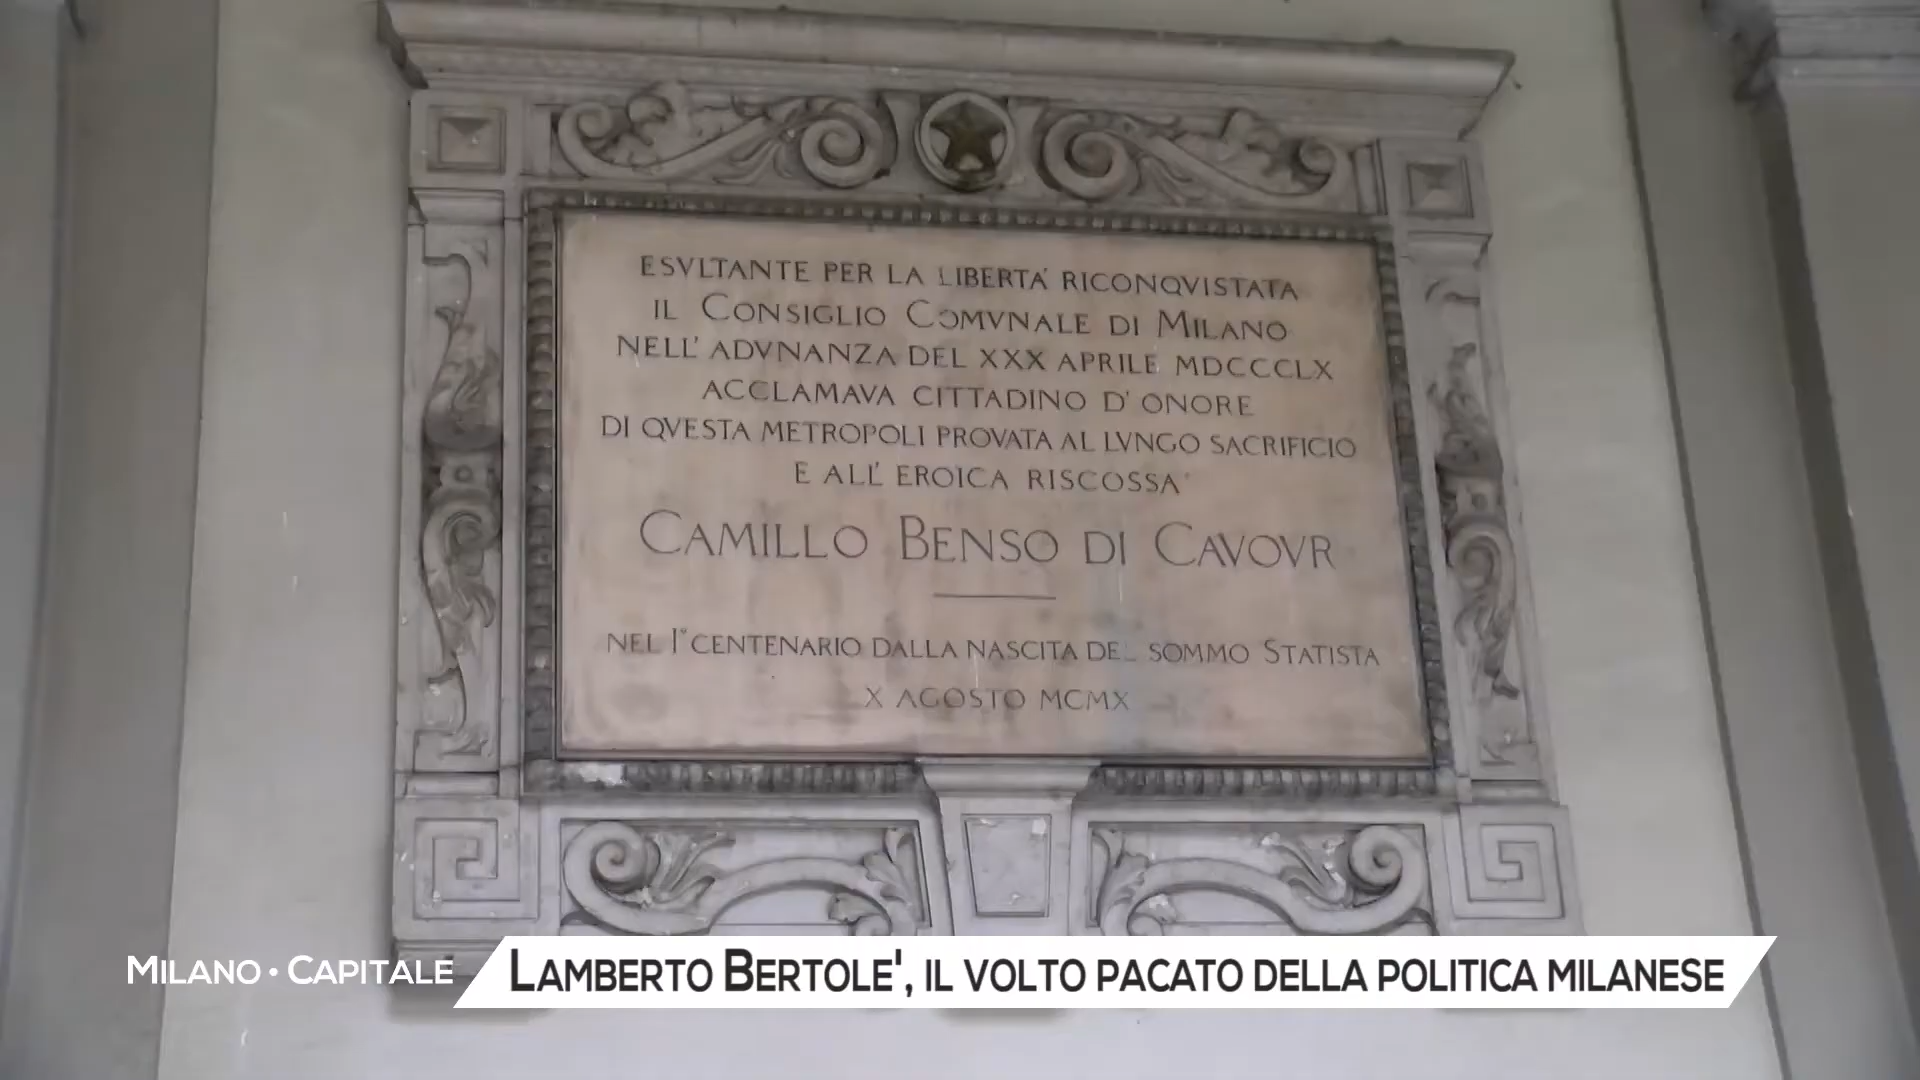 ESVLTANTE PER LA LIBERTA' RICONQVISTATA
IL CONSIGLIO COMVNALE DI MILANO
NELL' ADVNANZA DEL XXX APRILE MDCCCLX
ACCLAMAVA CITTADINO D' ONORE
DI QVESTA METROPOLI PROVATA AL LVNGO SACRIFICIO
E ALL' EROICA RISCOSSA
CAMILLO BENSO DI CAVOVR
NEL I° CENTENARIO DALLA NASCITA DEL SOMMO STATISTA
X AGOSTO MCMX
MILANO • CAPITALE
LAMBERTO BERTOLE', IL VOLTO PACATO DELLA POLITICA MILANESE